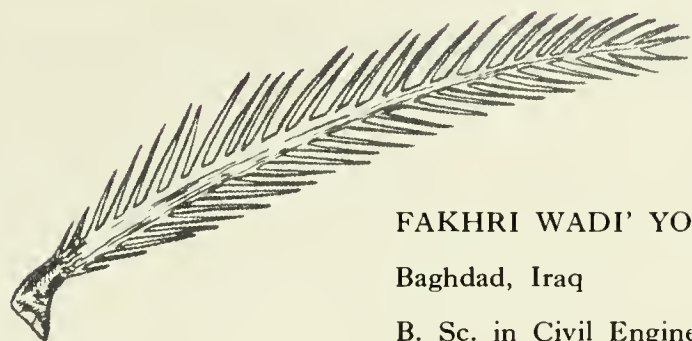 FAKHRI WADI' YO
Baghdad, Iraq
B. Sc. in Civil Engine